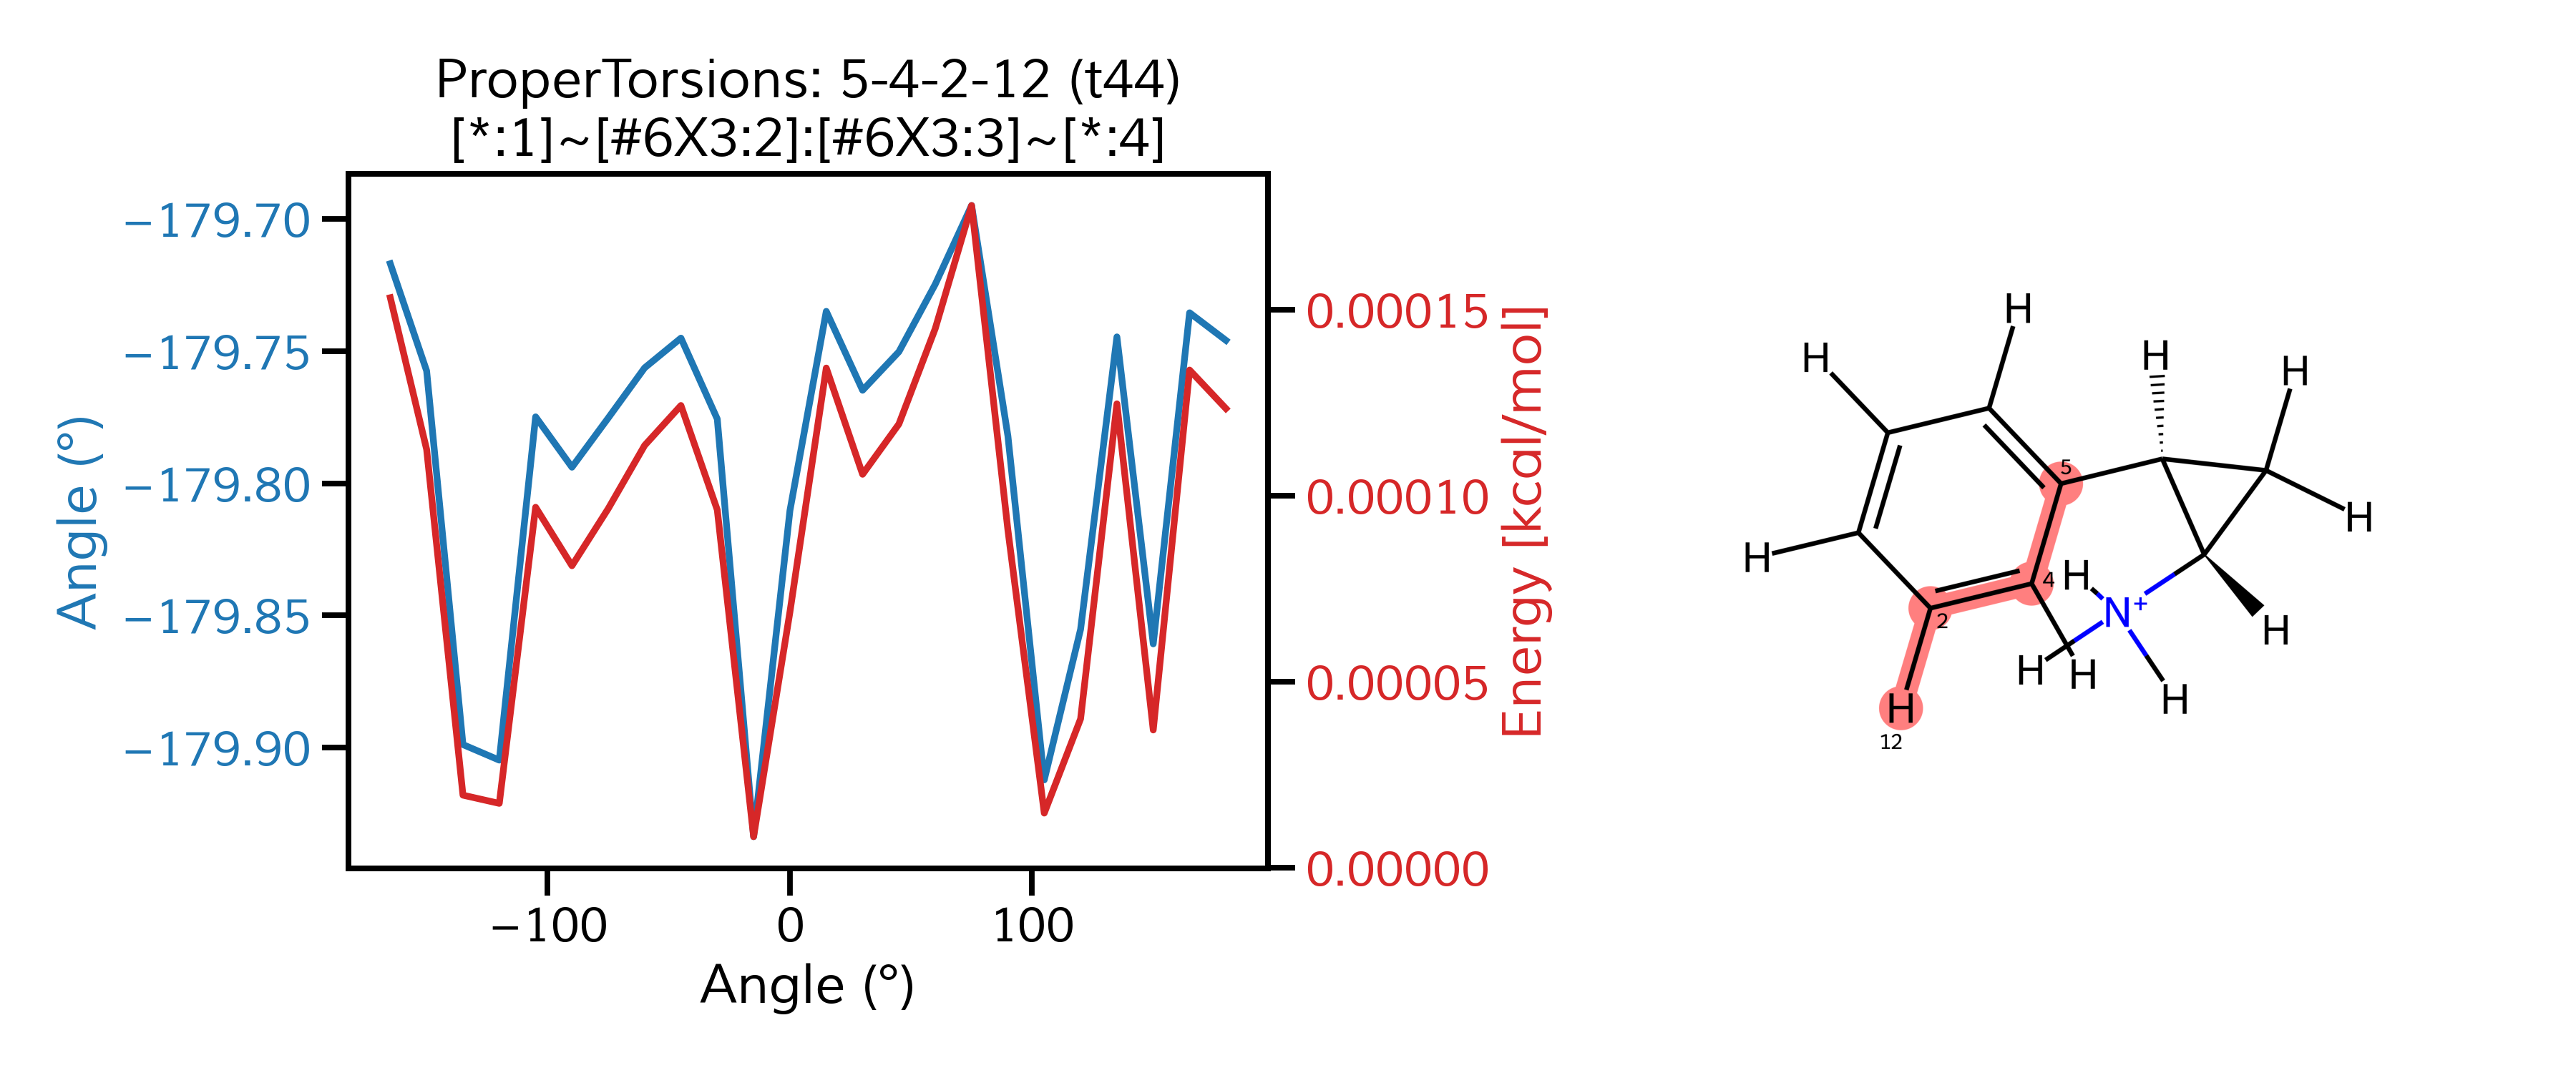 ProperTorsions: 5-4-2-12 (t44)
[*:1]~[#6X3:2]:[#6X3:3]~[*:4]
−179.70
−179.75
−179.80
−179.85
−179.90
Angle (°)
0.00015
0.00010
0.00005
0.00000
Energy [kcal/mol]
−100 0 100
Angle (°)
H
H
H
H
5
H
H
H
4
N+
2
H
H
H
H
H
12